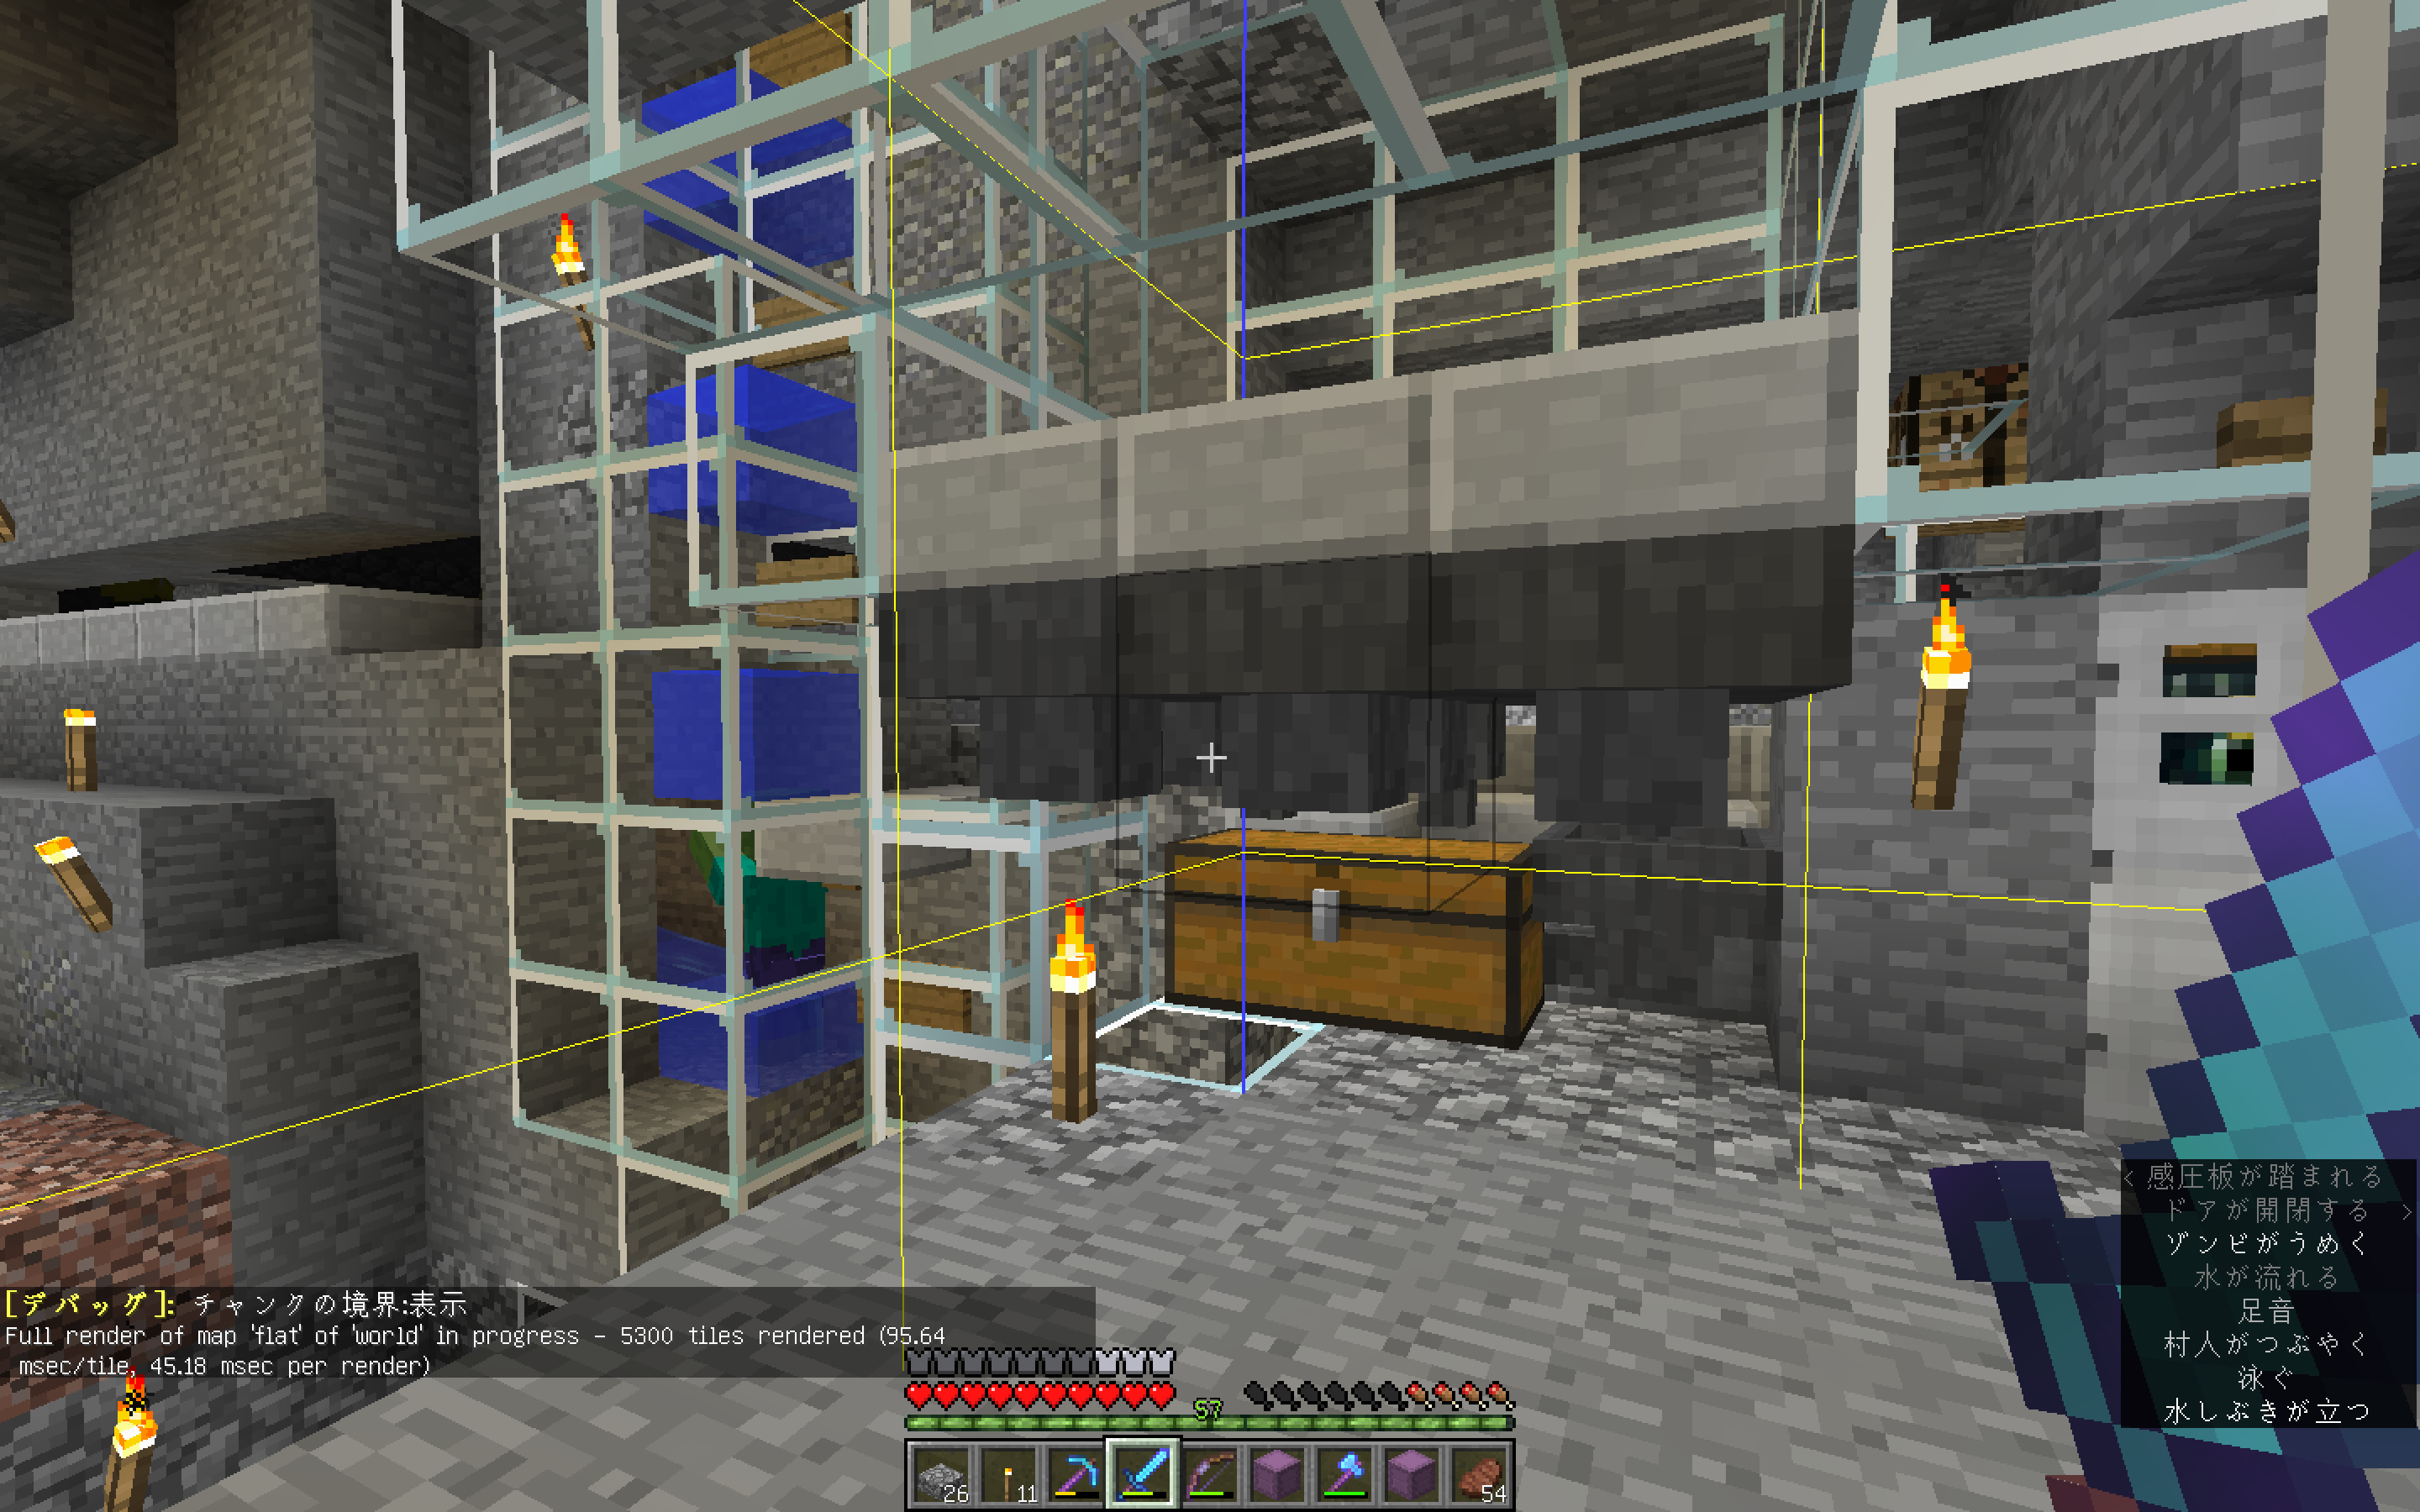 [デバッグ]: チャンクの境界:表示
Full render of map 'flat' of 'world' in progress - 5300 tiles rendered (95.64
msec/tile, 45.18 msec per render)
< 感圧板が踏まれる
ドアが開閉する >
ゾンビがうめく
水が流れる
足音
村人がつぶやく
泳ぐ
水しぶきが立つ
57
26
11
54